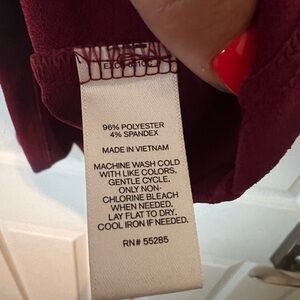 96% POLYESTER
4% SPANDEX
MADE IN VIETNAM
MACHINE WASH COLD
WITH LIKE COLORS.
GENTLE CYCLE.
ONLY NON-
CHLORINE BLEACH
WHEN NEEDED.
LAY FLAT TO DRY.
COOL IRON IF NEEDED.
RN# 55285